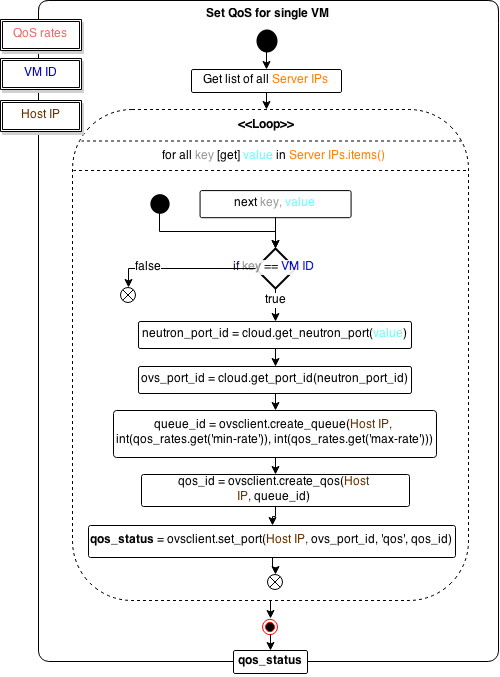 Set QoS for single VM
QoS rates
VM ID
Host IP
Get list of all Server IPs
<<Loop>>
for all key [get] value in Server IPs.items()
next key, value
if key == VM ID
false
true
neutron_port_id = cloud.get_neutron_port(value)
ovs_port_id = cloud.get_port_id(neutron_port_id)
queue_id = ovsclient.create_queue(Host IP,
int(qos_rates.get('min-rate')), int(qos_rates.get('max-rate')))
qos_id = ovsclient.create_qos(Host
IP, queue_id)
qos_status = ovsclient.set_port(Host IP, ovs_port_id, 'qos', qos_id)
qos_status